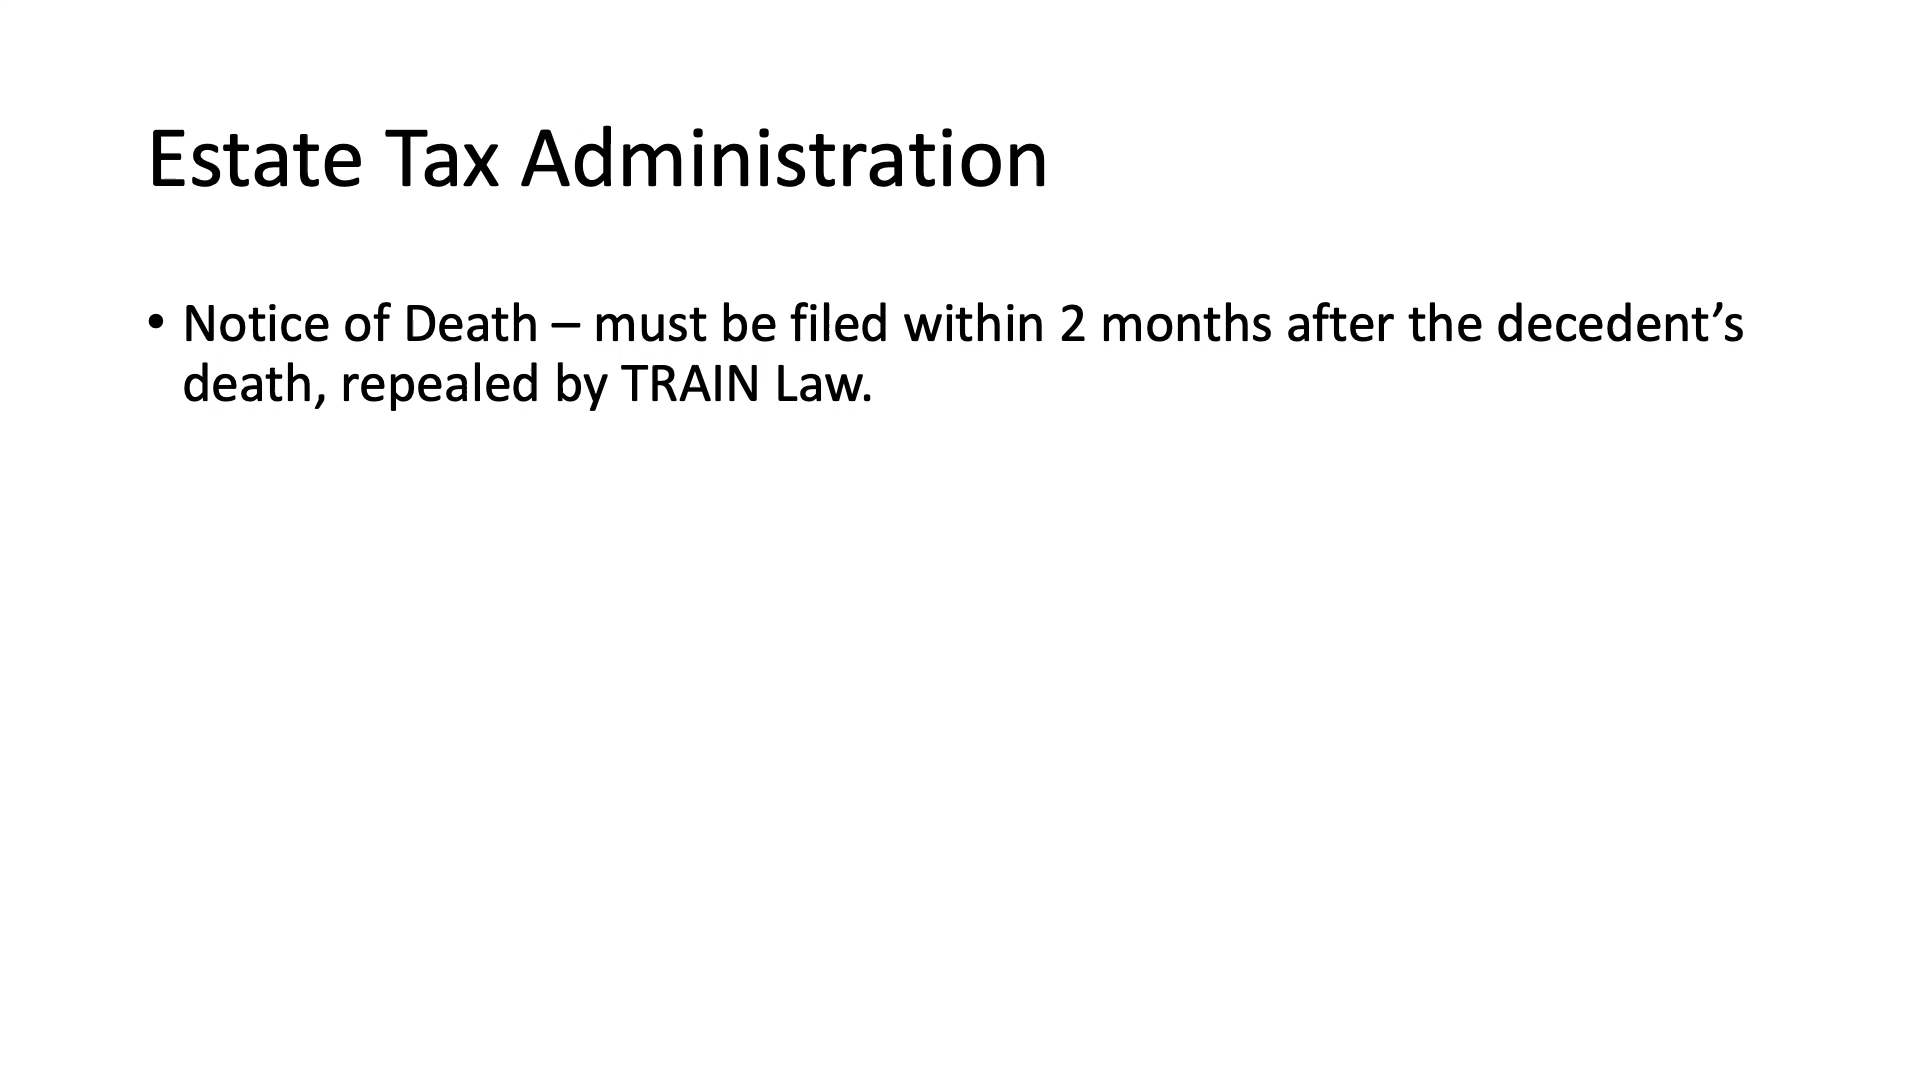 Estate Tax Administration
• Notice of Death – must be filed within 2 months after the decedent’s
death, repealed by TRAIN Law.